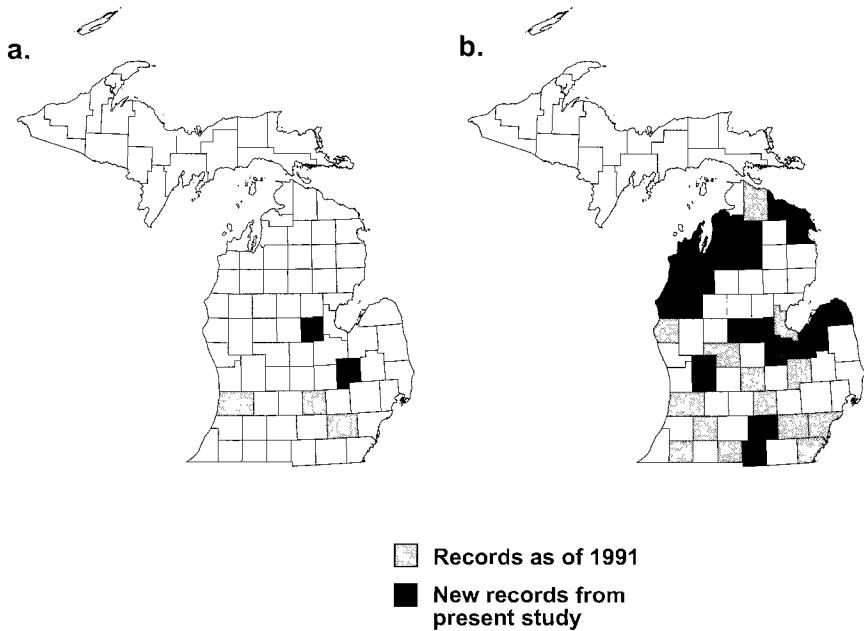 a.
b.
Records as of 1991
New records from
present study